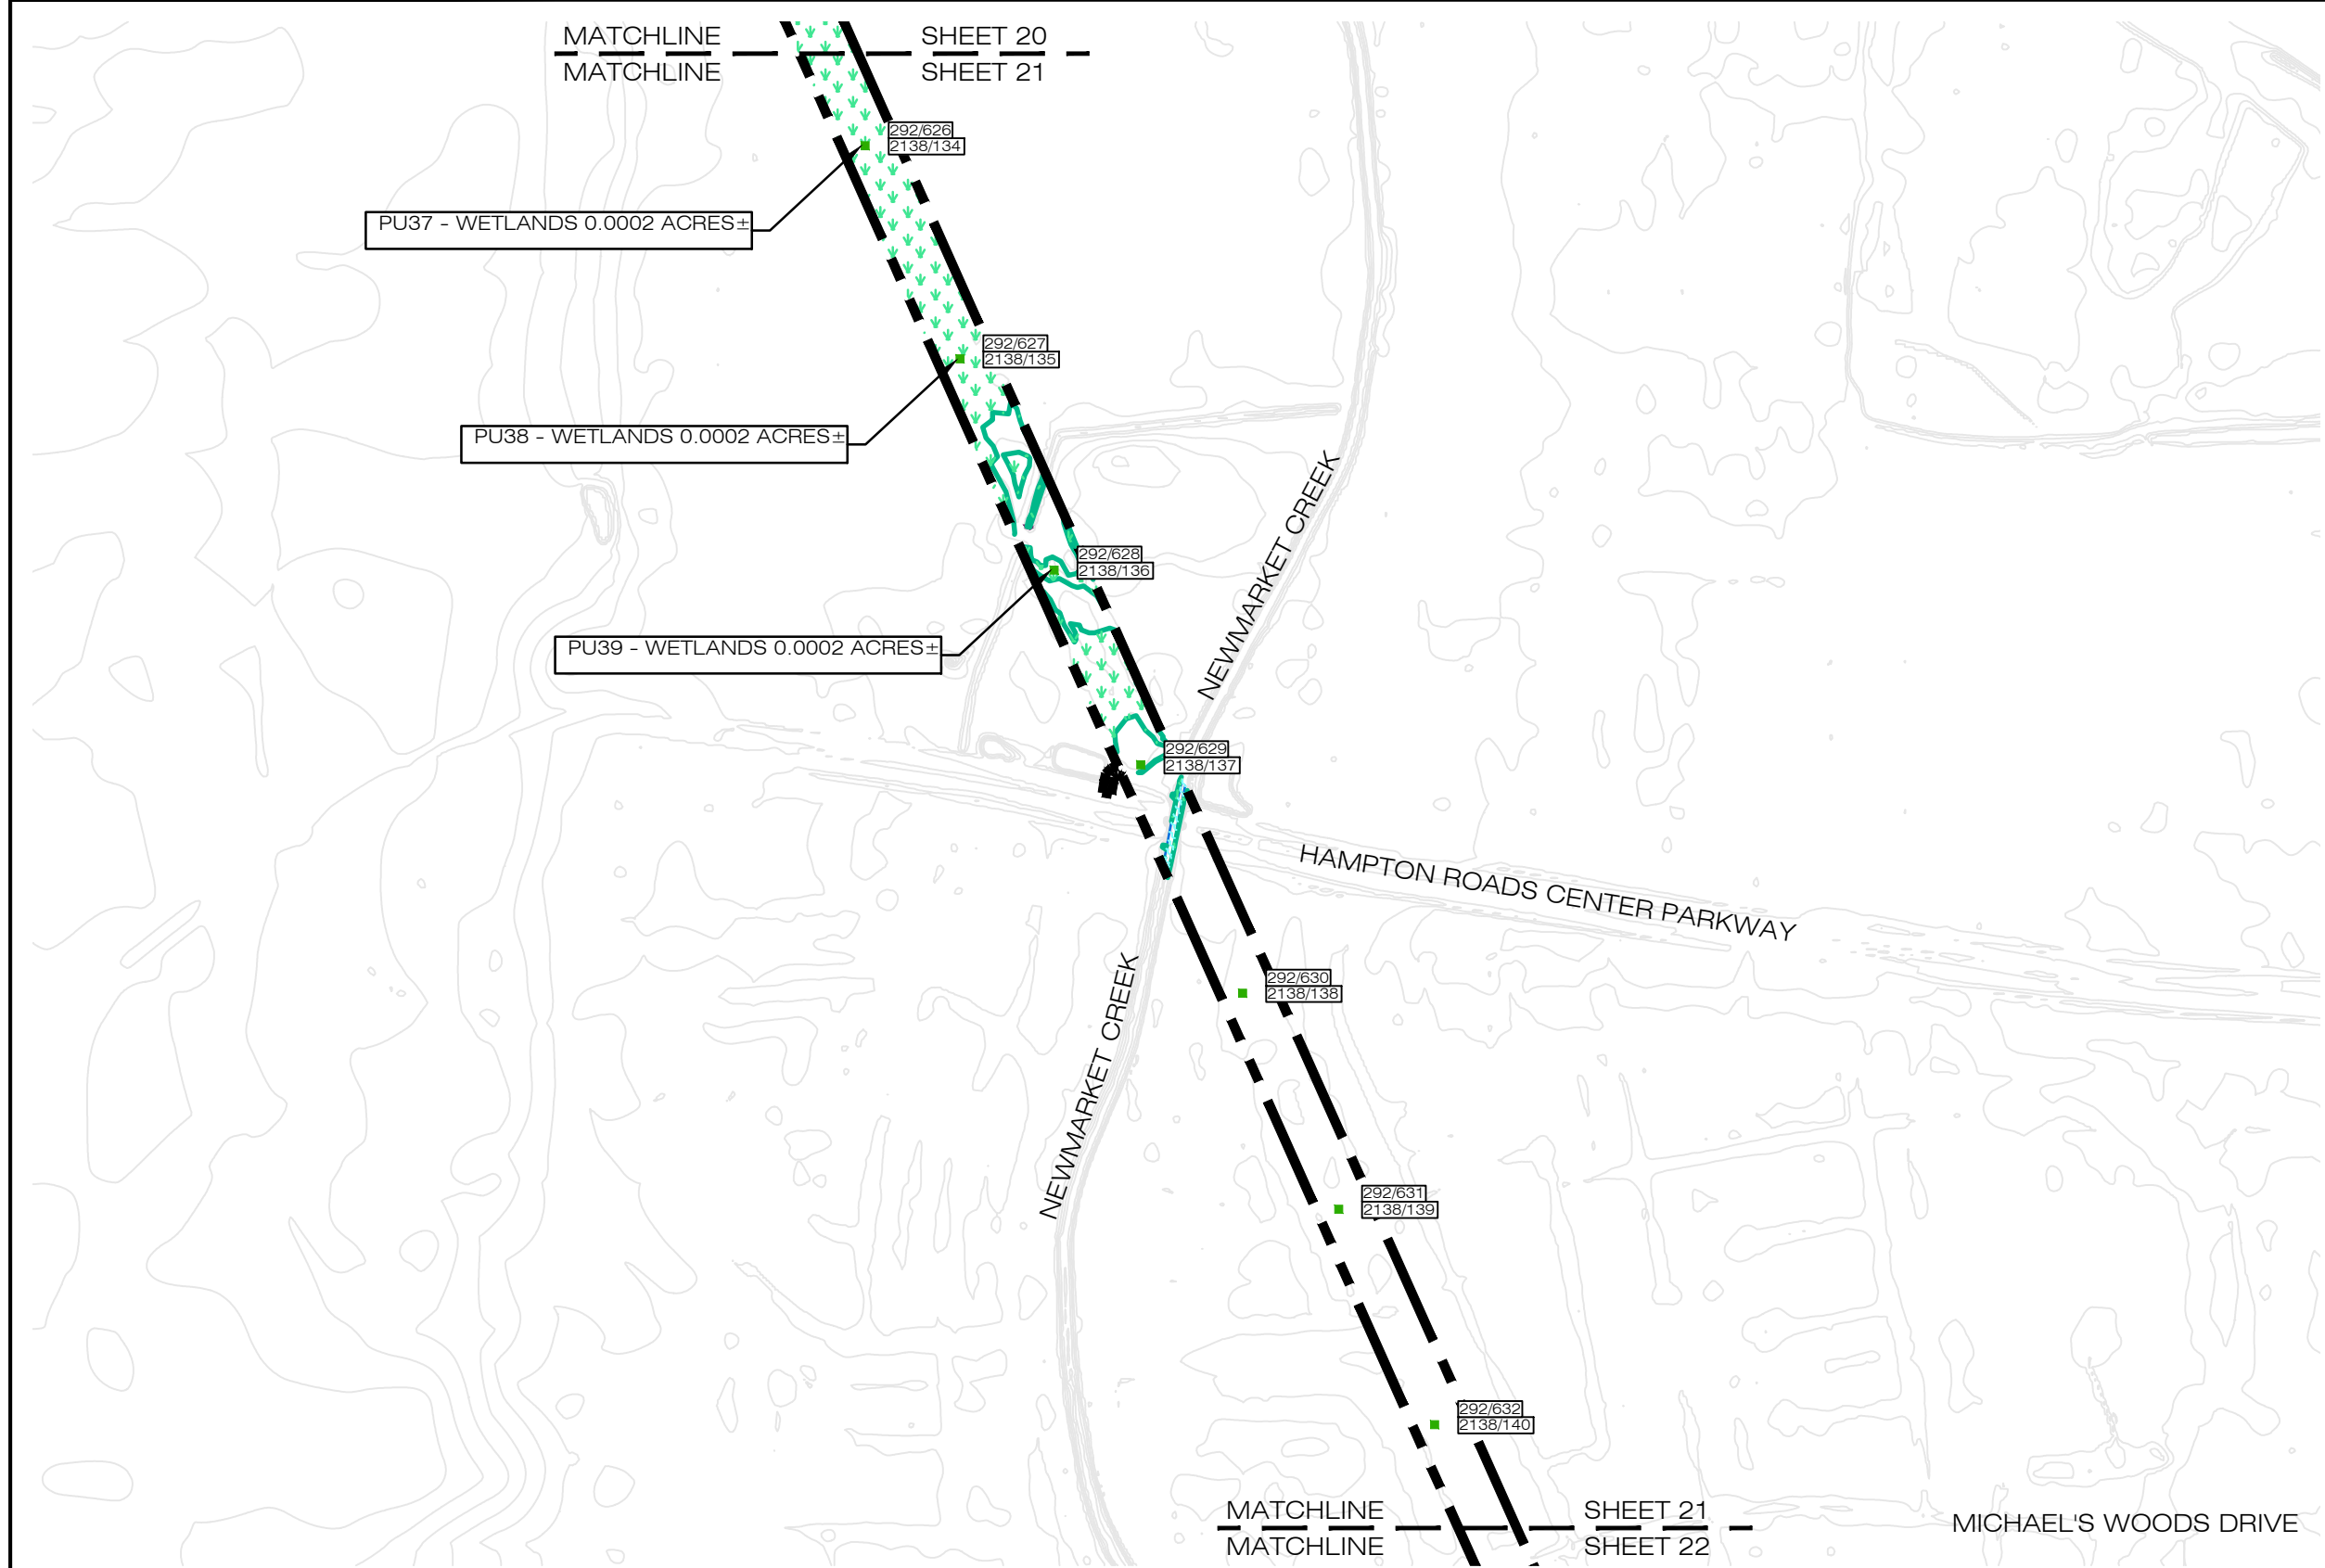 MATCHLINE SHEET 20
MATCHLINE SHEET 21
292/626
2138/134
PU37 - WETLANDS 0.0002 ACRES±
292/627
2138/135
PU38 - WETLANDS 0.0002 ACRES±
NEWMARKET CREEK
292/628
2138/136
PU39 - WETLANDS 0.0002 ACRES±
292/629
2138/137
HAMPTON ROADS CENTER PARKWAY
NEWMARKET CREEK
292/630
2138/138
292/631
2138/139
292/632
2138/140
MATCHLINE SHEET 21
MATCHLINE SHEET 22
MICHAEL'S WOODS DRIVE